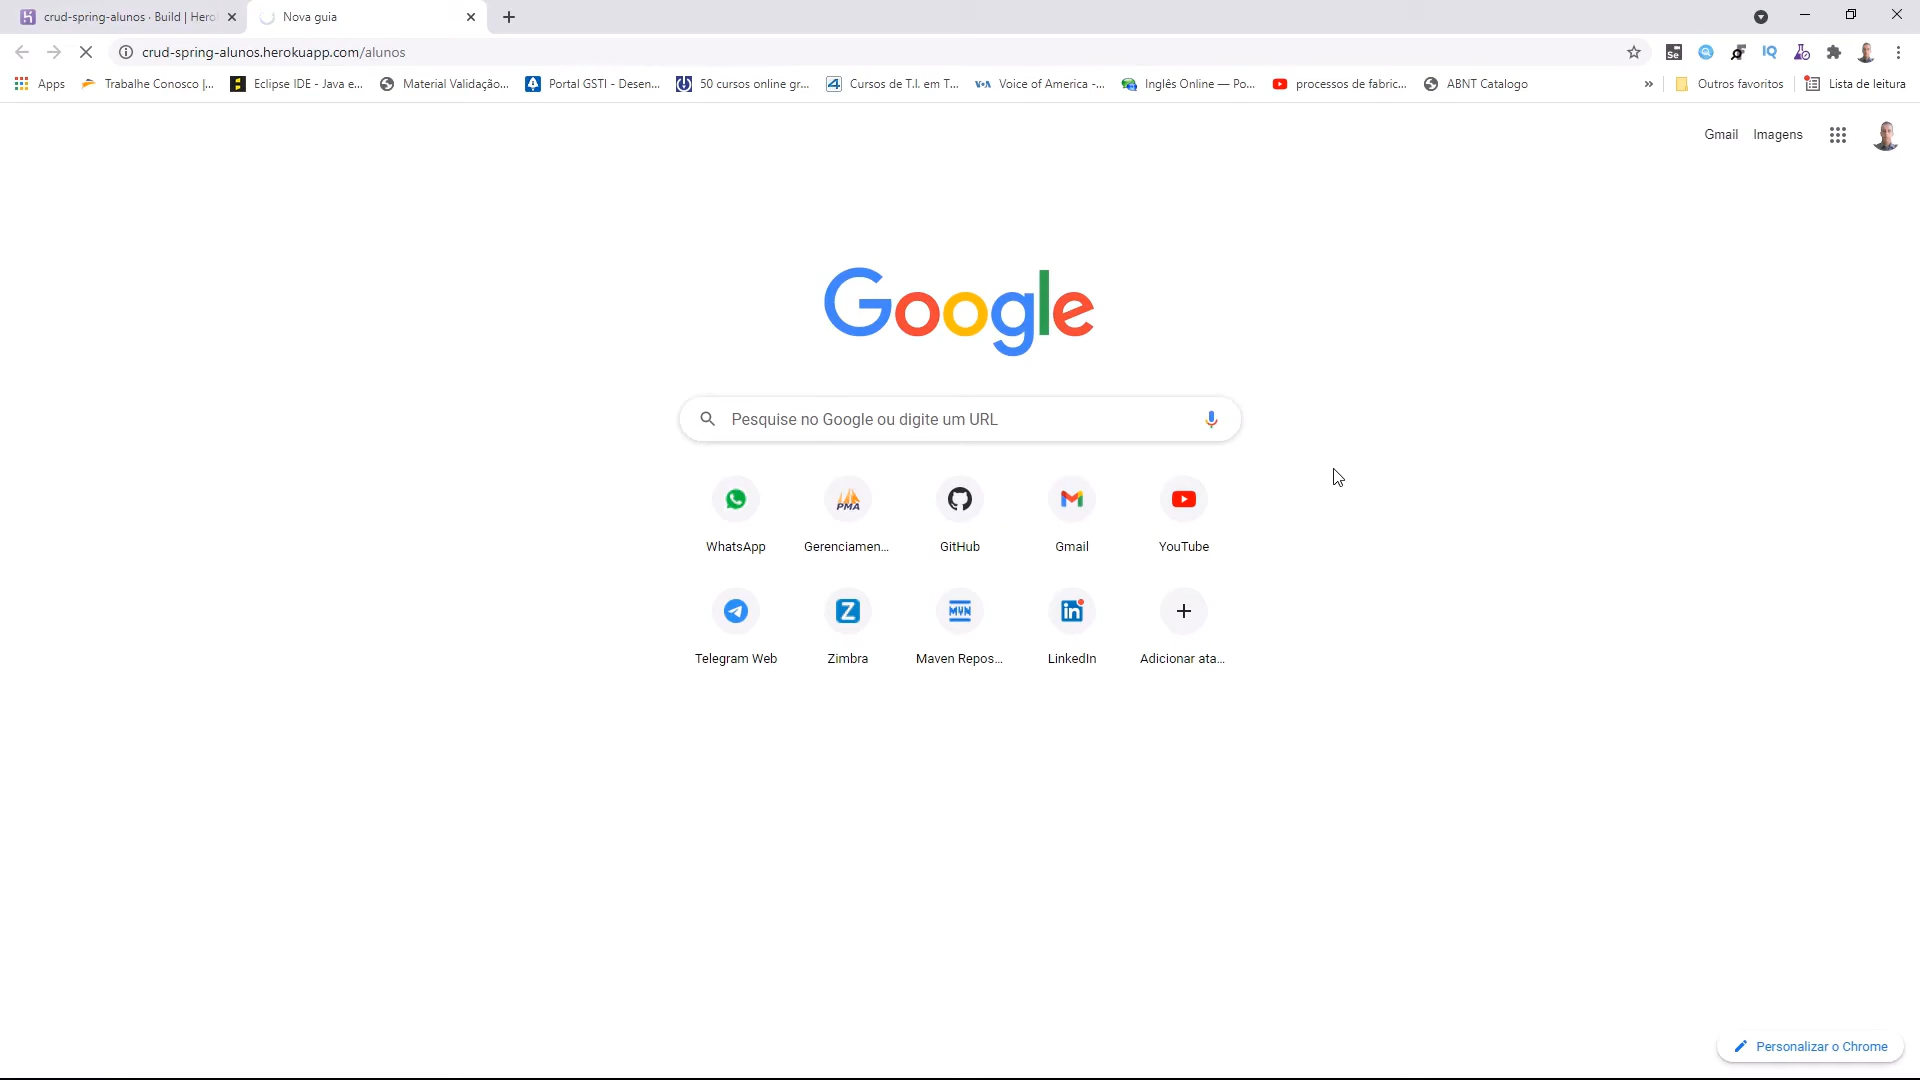 crud-spring-alunos · Build | Hero
Nova guia
crud-spring-alunos.herokuapp.com/alunos
Apps
Trabalhe Conosco |...
Eclipse IDE - Java e...
Material Validação...
Portal GSTI - Desen...
50 cursos online gr...
Cursos de T.I. em T...
Voice of America -...
Inglês Online — Po...
processos de fabric...
ABNT Catalogo
»
Outros favoritos
Lista de leitura
Gmail
Imagens
Google
Pesquise no Google ou digite um URL
WhatsApp
Gerenciamen...
GitHub
Gmail
YouTube
Telegram Web
Zimbra
Maven Repos...
LinkedIn
Adicionar ata...
Personalizar o Chrome